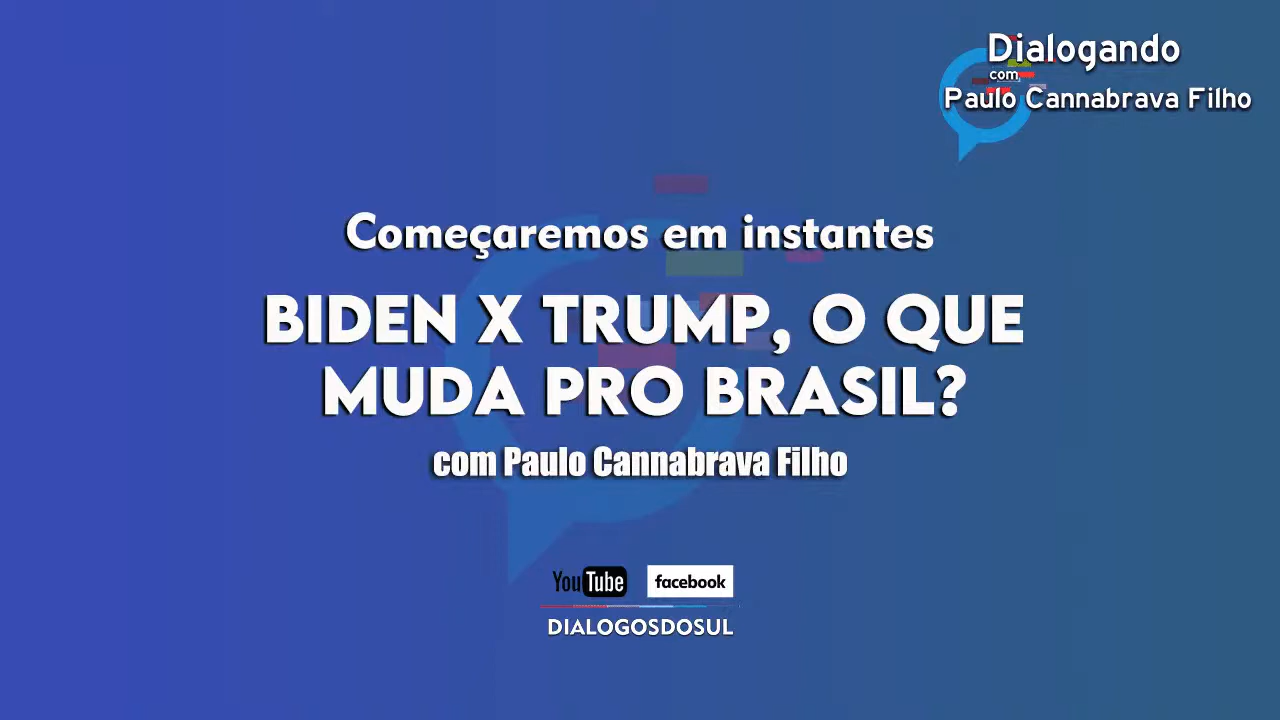 Dialogando
com
Paulo Cannabrava Filho
Começaremos em instantes
BIDEN X TRUMP, O QUE
MUDA PRO BRASIL?
com Paulo Cannabrava Filho
YouTube facebook
DIALOGOSDOSUL